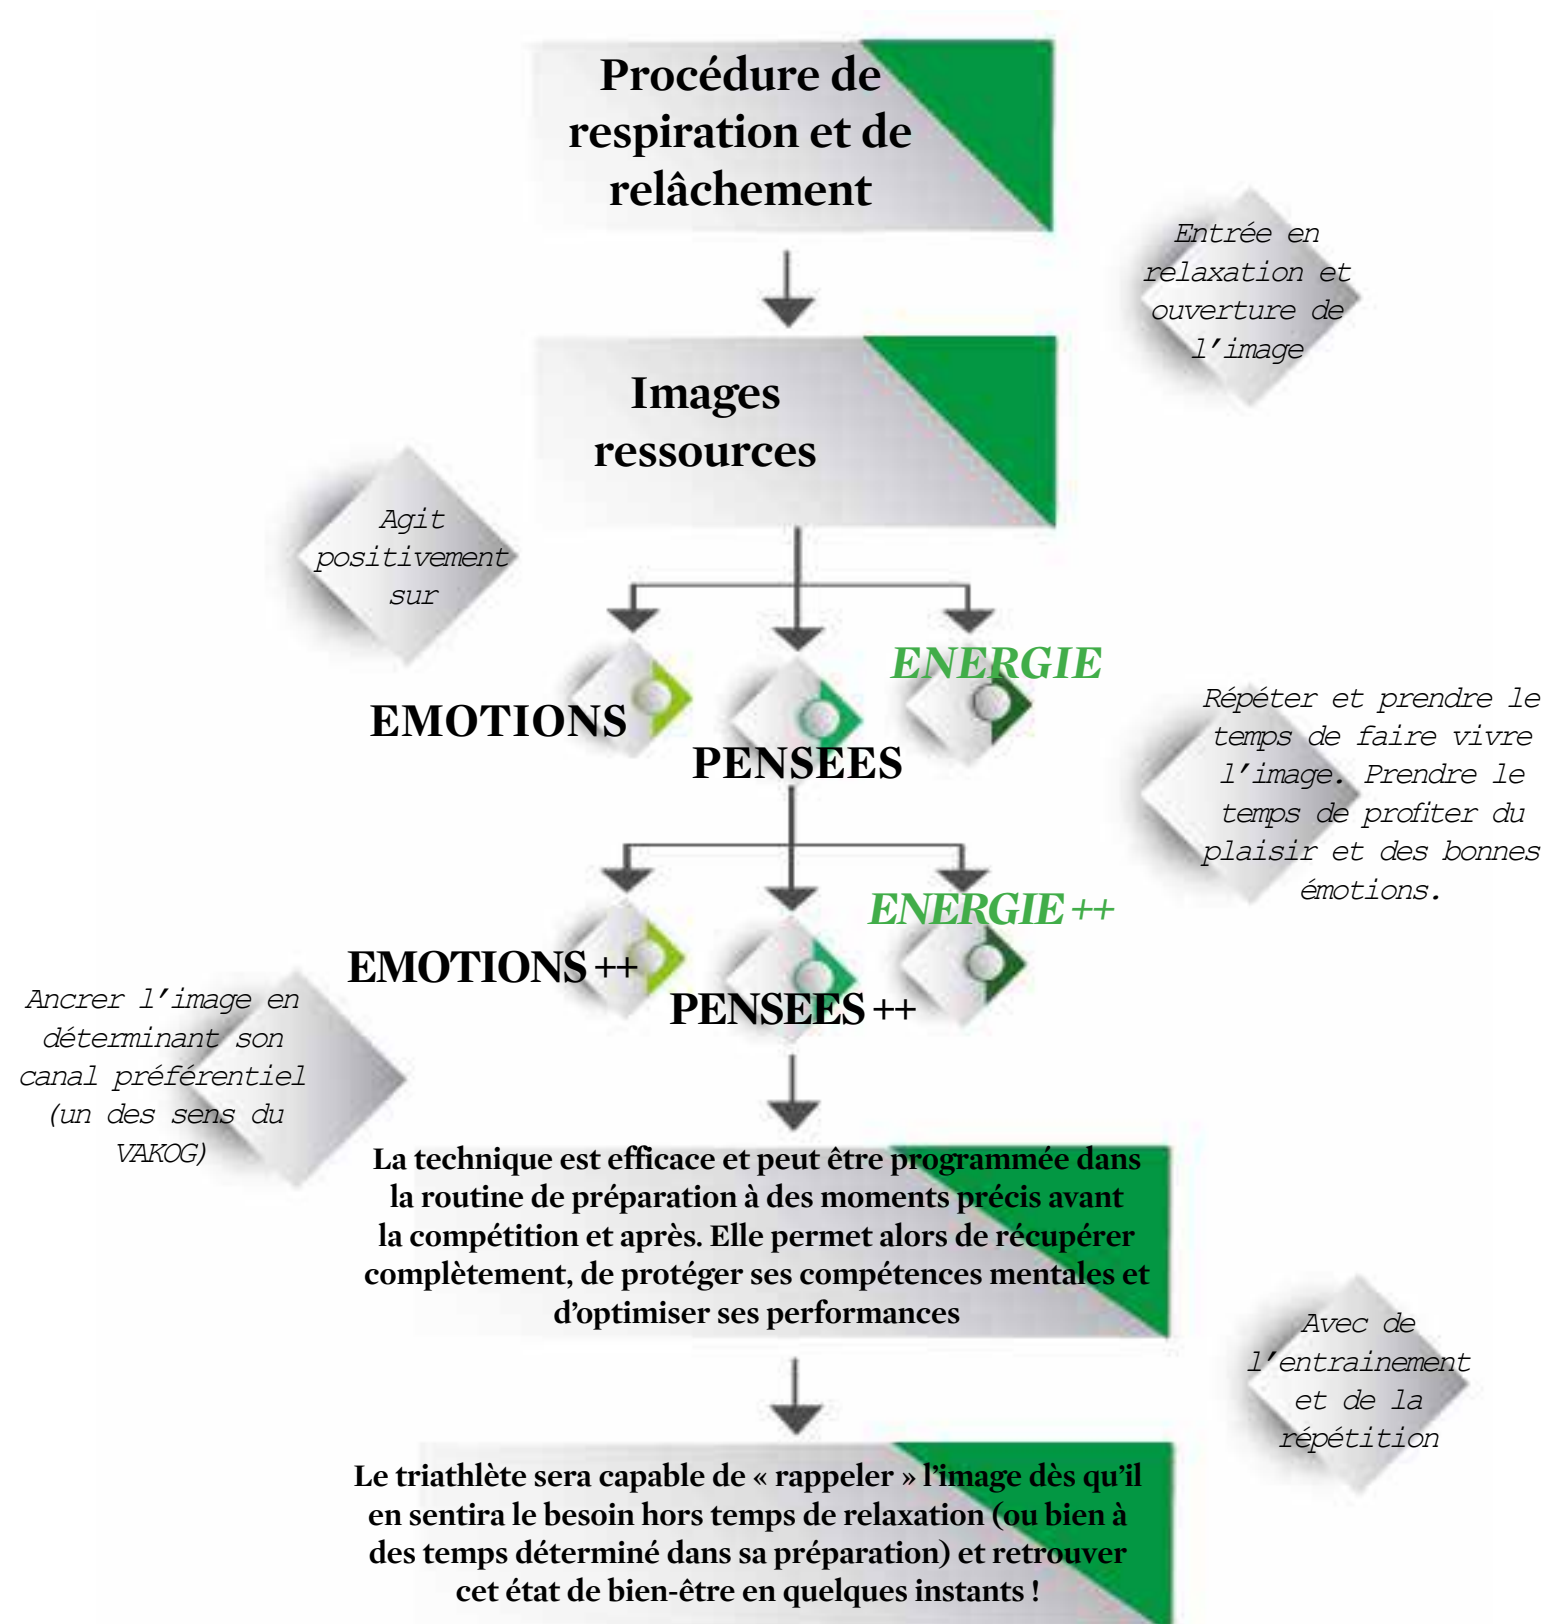 Procédure de
respiration et de
relâchement
Entrée en
relaxation et
ouverture de
l'image
Images
ressources
Agit
positivement
sur
ENERGIE
EMOTIONS
PENSEES
Répéter et prendre le
temps de faire vivre
l'image. Prendre le
temps de profiter du
plaisir et des bonnes
émotions.
ENERGIE ++
EMOTIONS ++
PENSEES ++
Ancrer l'image en
déterminant son
canal préférentiel
(un des sens du
VAKOG)
La technique est efficace et peut être programmée dans
la routine de préparation à des moments précis avant
la compétition et après. Elle permet alors de récupérer
complètement, de protéger ses compétences mentales et
d'optimiser ses performances
Avec de
l'entrainement
et de la
répétition
Le triathlète sera capable de « rappeler » l'image dès qu'il
en sentira le besoin hors temps de relaxation (ou bien à
des temps déterminé dans sa préparation) et retrouver
cet état de bien-être en quelques instants !